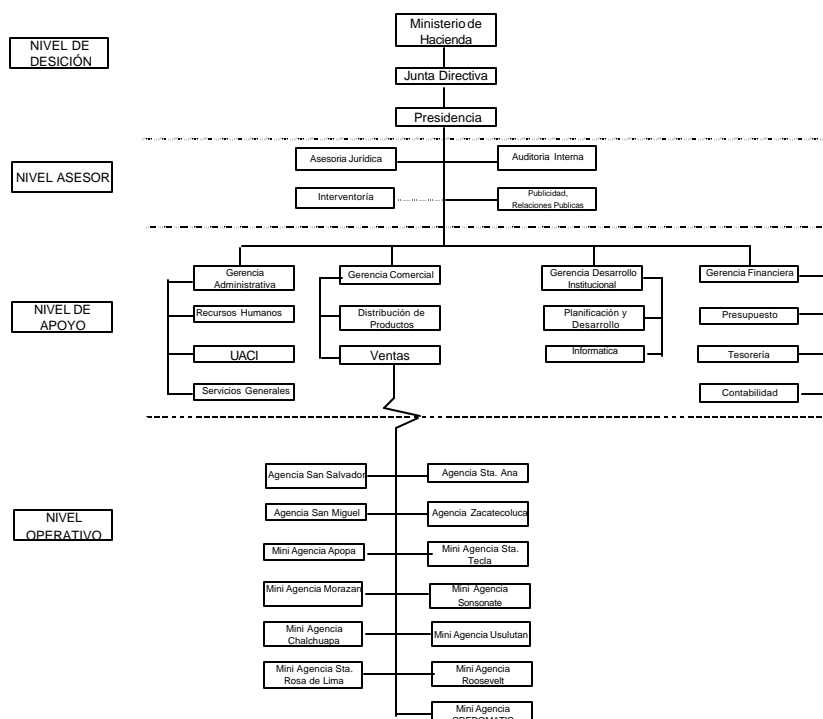 Ministerio de
Hacienda
NIVEL DE
DESICIÓN
Junta Directiva
Presidencia
NIVEL ASESOR
Asesoria Jurídica
Auditoria Interna
Interventoría
Publicidad,
Relaciones Publicas
NIVEL DE
APOYO
Gerencia
Administrativa
Gerencia Comercial
Gerencia Desarrollo
Institucional
Gerencia Financiera
Recursos Humanos
Distribución de
Productos
Planificación y
Desarrollo
Presupuesto
UACI
Ventas
Informatica
Tesorería
Servicios Generales
Contabilidad
NIVEL
OPERATIVO
Agencia San Salvador
Agencia Sta. Ana
Agencia San Miguel
Agencia Zacatecoluca
Mini Agencia Apopa
Mini Agencia Sta.
Tecla
Mini Agencia Morazan
Mini Agencia
Sonsonate
Mini Agencia
Chalchuapa
Mini Agencia Usulutan
Mini Agencia Sta.
Rosa de Lima
Mini Agencia
Roosevelt
Mini Agencia